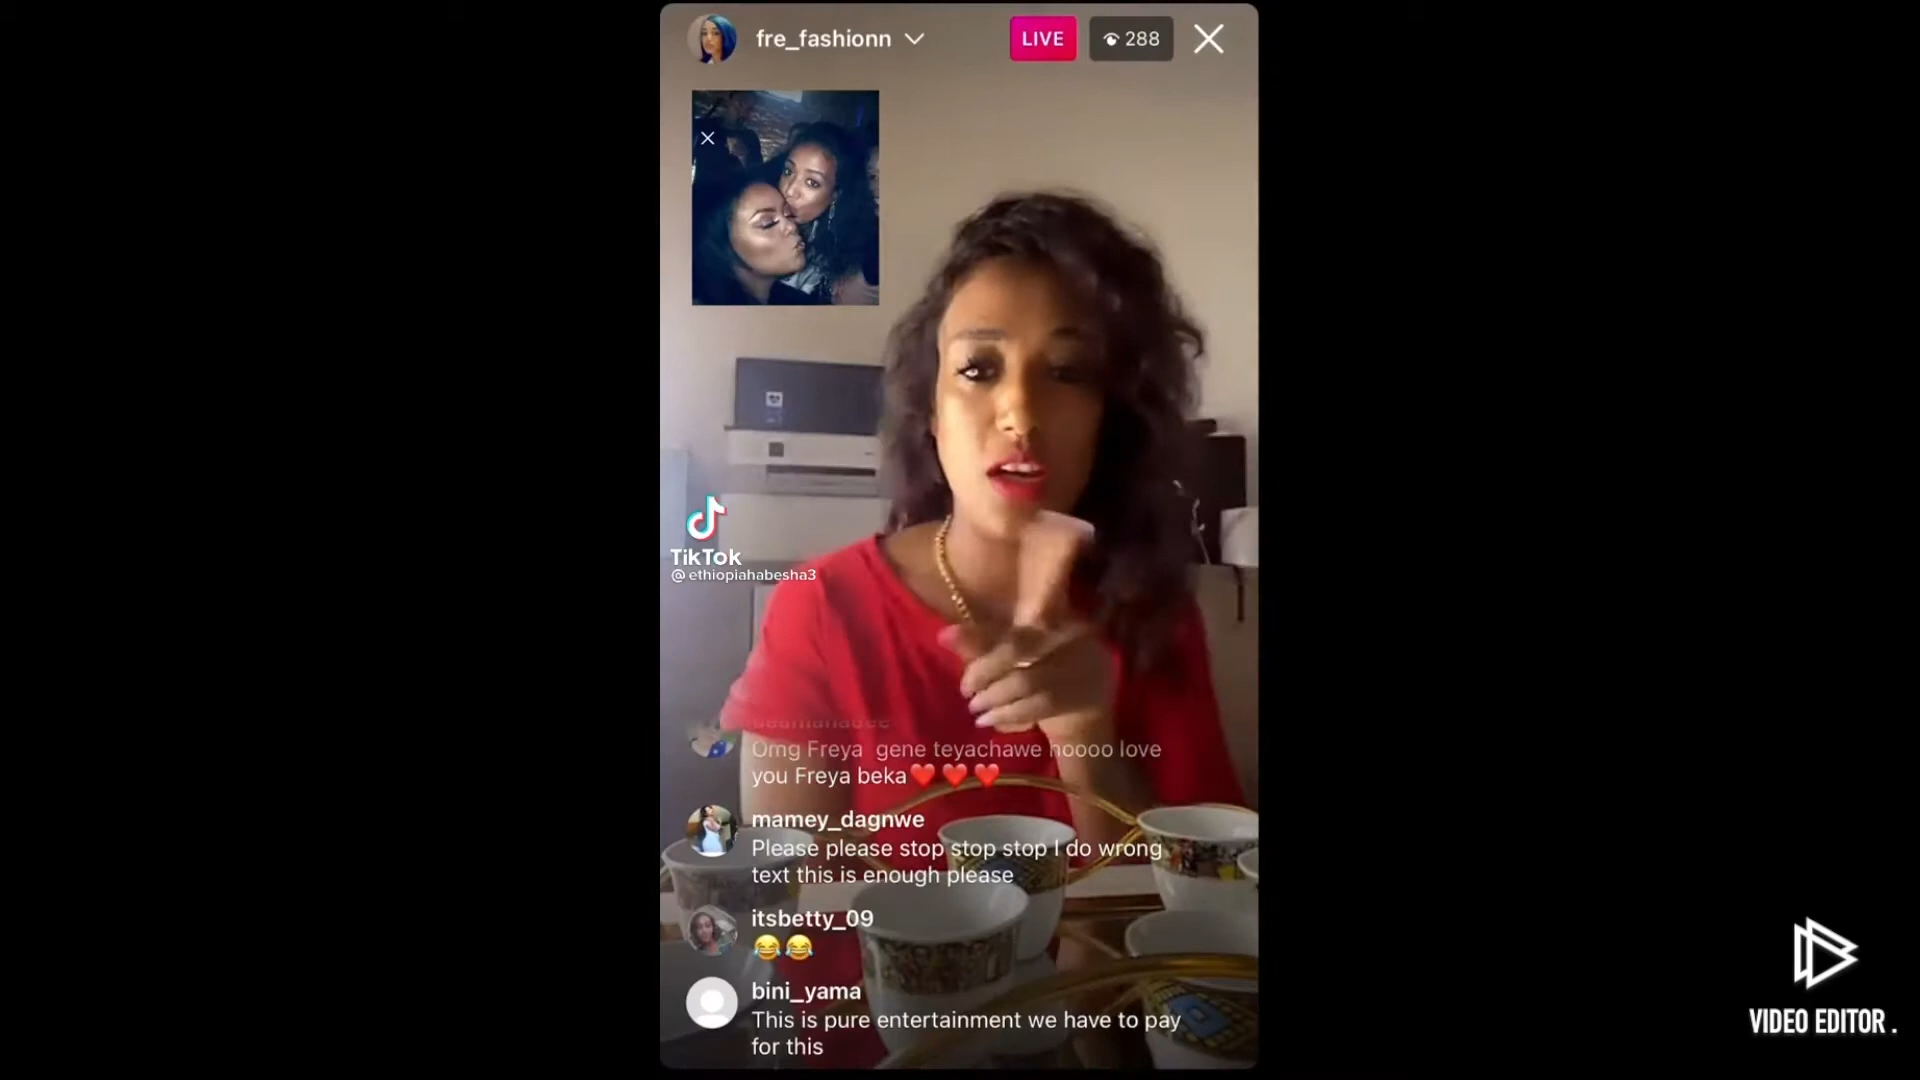 fre_fashionn
LIVE
288
TikTok
@ethiopiahabesha3
Omg Freya gene teyachawe hoooo love
you Freya beka❤️❤️❤️
mamey_dagnwe
Please please stop stop stop I do wrong
text this is enough please
itsbetty_09
😂😂
bini_yama
This is pure entertainment we have to pay
for this
VIDEO EDITOR .